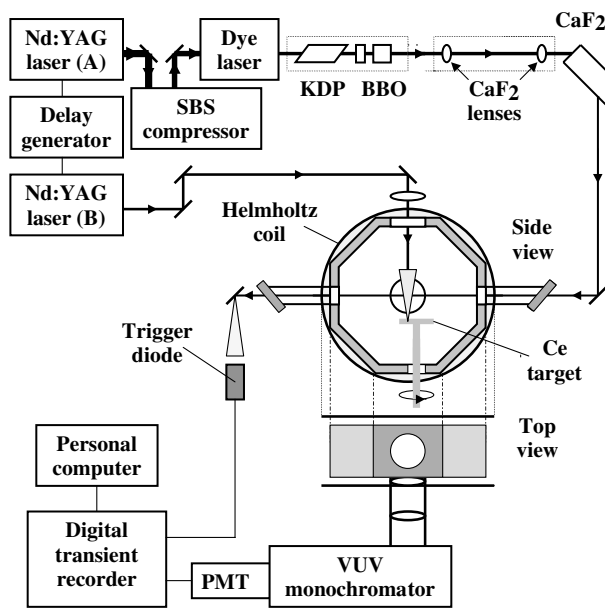 Nd:YAG
laser (A)
SBS
compressor
Dye
laser
KDP
BBO
CaF2
lenses
CaF2
Delay
generator
Nd:YAG
laser (B)
Helmholtz
coil
Side
view
Trigger
diode
Ce
target
Top
view
Personal
computer
Digital
transient
recorder
PMT
VUV
monochromator